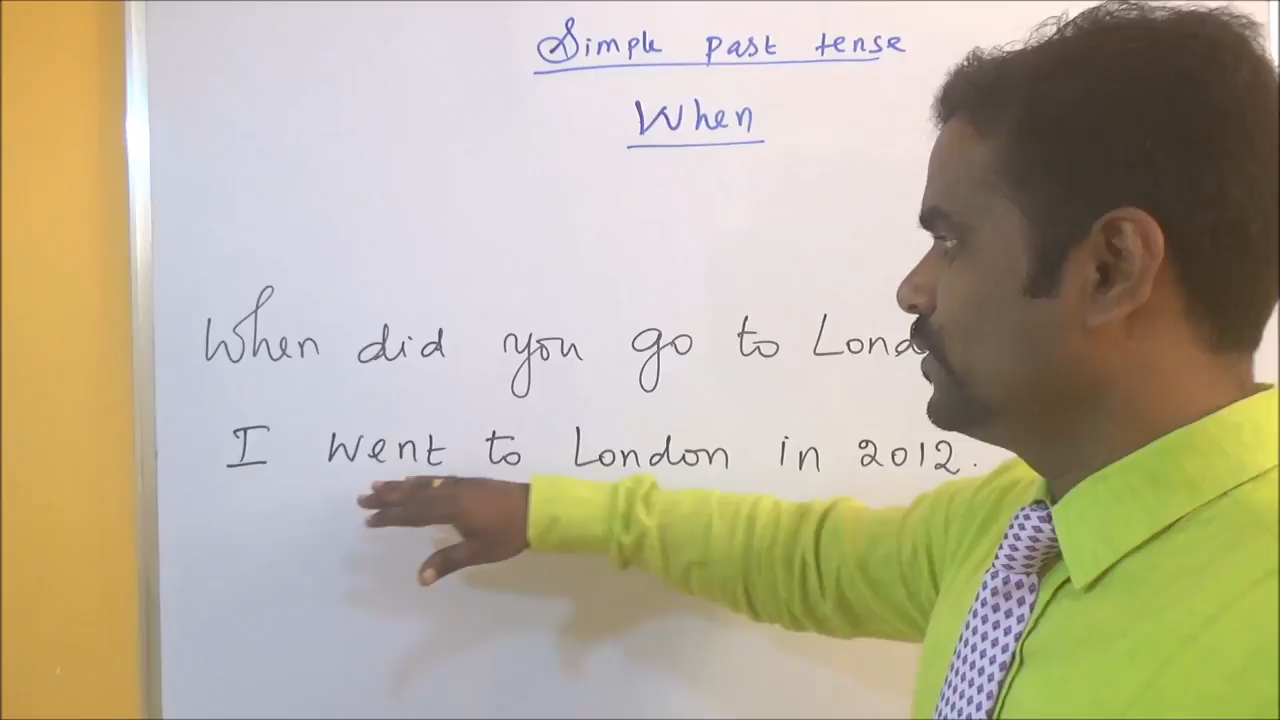 Simple past tense
When
When did you go to Lond
I went to London in 2012.